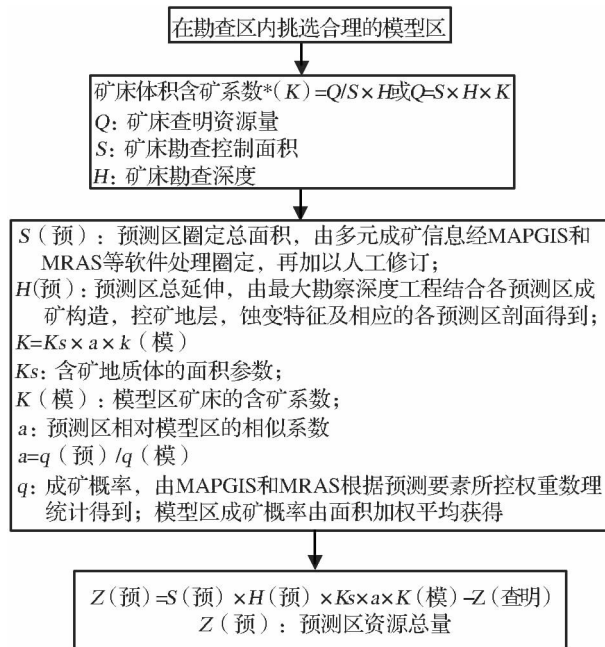 在勘查区内挑选合理的模型区
矿床体积含矿系数*(K)=Q/S×H或Q=S×H×K
Q：矿床查明资源量
S：矿床勘查控制面积
H：矿床勘查深度
S（预）：预测区圈定总面积，由多元成矿信息经MAPGIS和
MRAS等软件处理圈定，再加以人工修订；
H(预)：预测区总延伸，由最大勘察深度工程结合各预测区成
矿构造，控矿地层，蚀变特征及相应的各预测区剖面得到；
K=Ks×a×k（模）
Ks：含矿地质体的面积参数；
K（模）：模型区矿床的含矿系数；
a：预测区相对模型区的相似系数
a=q（预）/q（模）
q：成矿概率，由MAPGIS和MRAS根据预测要素所控权重数理
统计得到；模型区成矿概率由面积加权平均获得
Z（预）=S（预）×H（预）×Ks×a×K（模）-Z（查明）
Z（预）：预测区资源总量